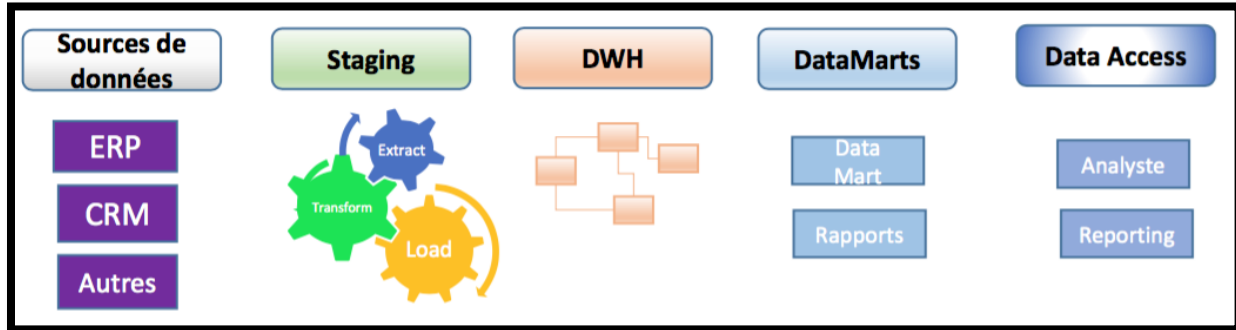 Sources de
données
Staging
DWH
DataMarts
Data Access
ERP
CRM
Autres
Extract
Transform
Load
Data
Mart
Rapports
Analyste
Reporting